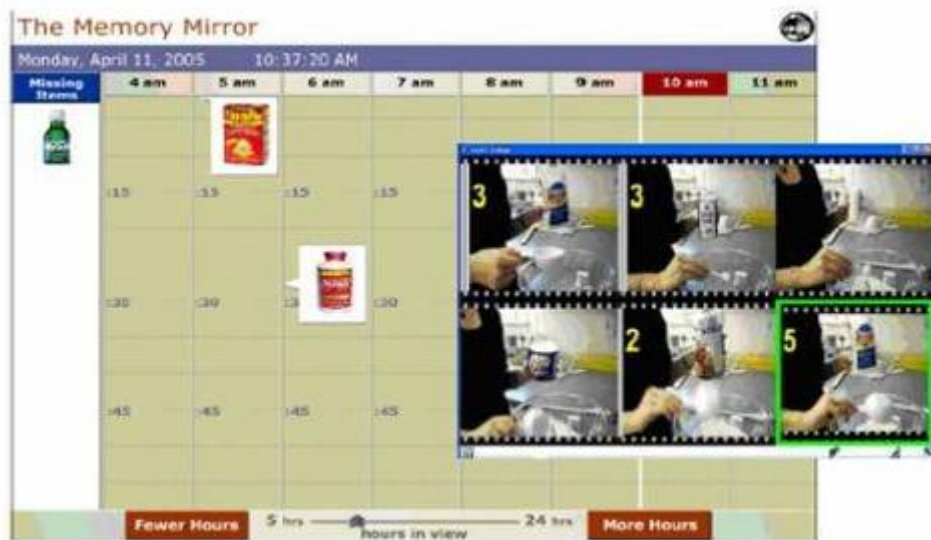 The Memory Mirror
Monday, April 11, 2005 10:37:20 AM
Missing Items
4 am 5 am 6 am 7 am 8 am 9 am 10 am 11 am
:15 :15 :15 :15
3 3
:30 :30
2 5
:45 :45 :45 :45
Fewer Hours 5 hrs 24 hrs More Hours
hours in view